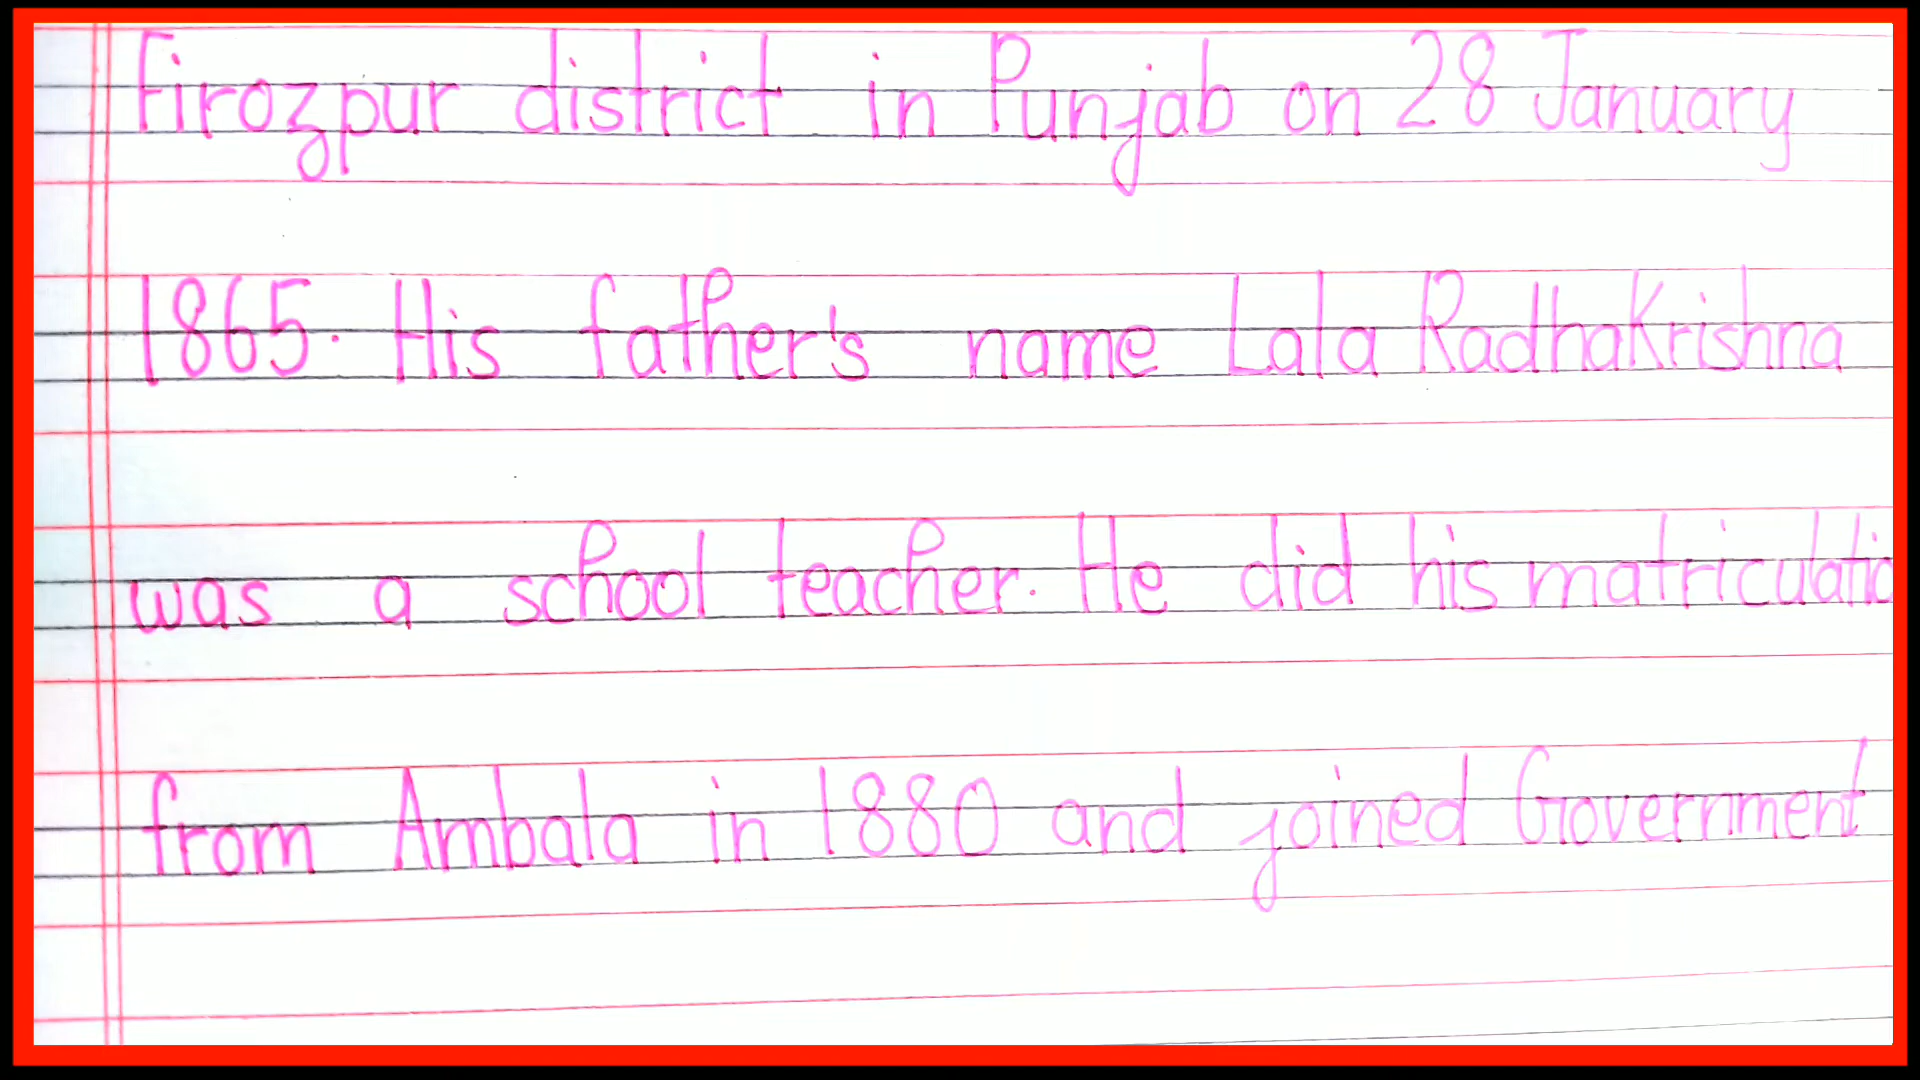 Firozpur district in Punjab on 28 January
1865. His father's name Lala RadhaKrishna
was a school teacher. He did his matriculatio
from Ambala in 1880 and joined Government